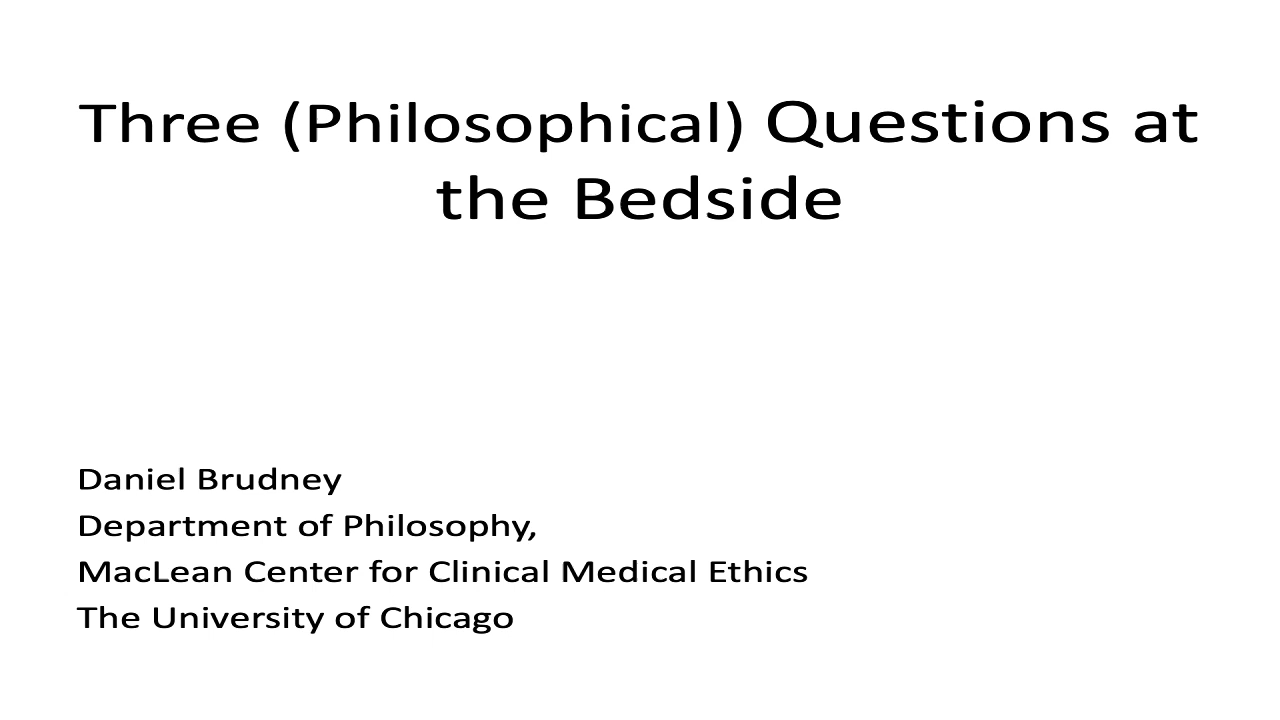 Three (Philosophical) Questions at
the Bedside
Daniel Brudney
Department of Philosophy,
MacLean Center for Clinical Medical Ethics
The University of Chicago